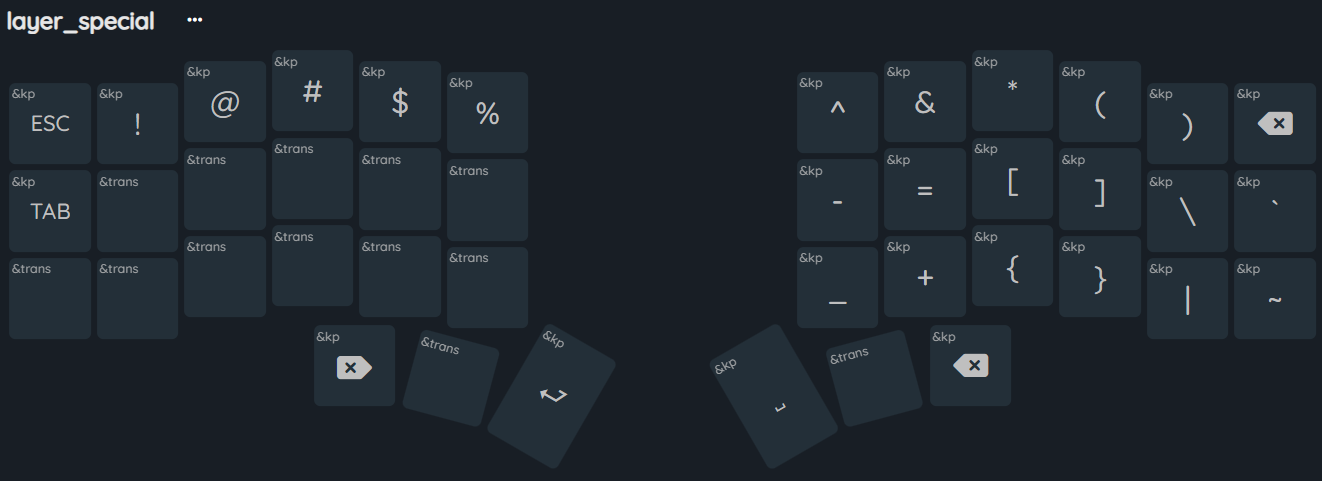 layer_special ...
&kp &kp &kp &kp &kp &kp &kp &kp &kp &kp &kp &kp
ESC ! @ # $ % ^ & * ( )
&kp &trans &trans &trans &trans &trans &kp &kp &kp &kp &kp &kp
TAB - = [ ] \ `
&trans &trans &trans &trans &trans &trans &kp &kp &kp &kp &kp &kp
_ + { } | ~
&kp &trans &kp &kp &trans &kp